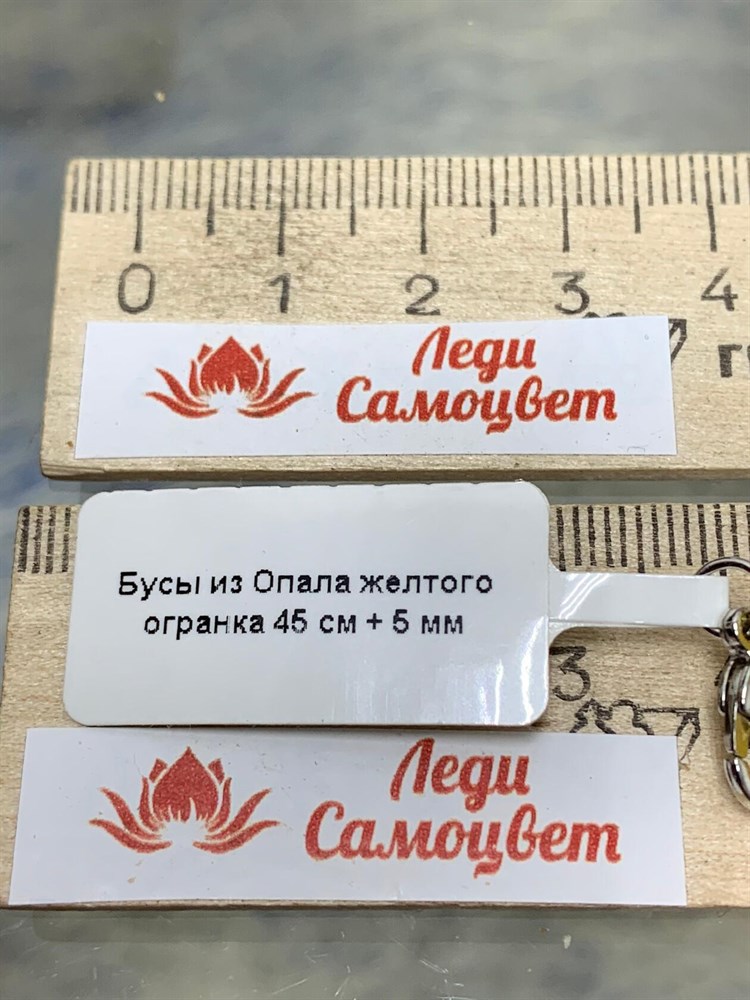 0 1 2 3 4
Леди
Самоцвет
Бусы из Опала желтого
огранка 45 см + 5 мм
3
Леди
Самоцвет